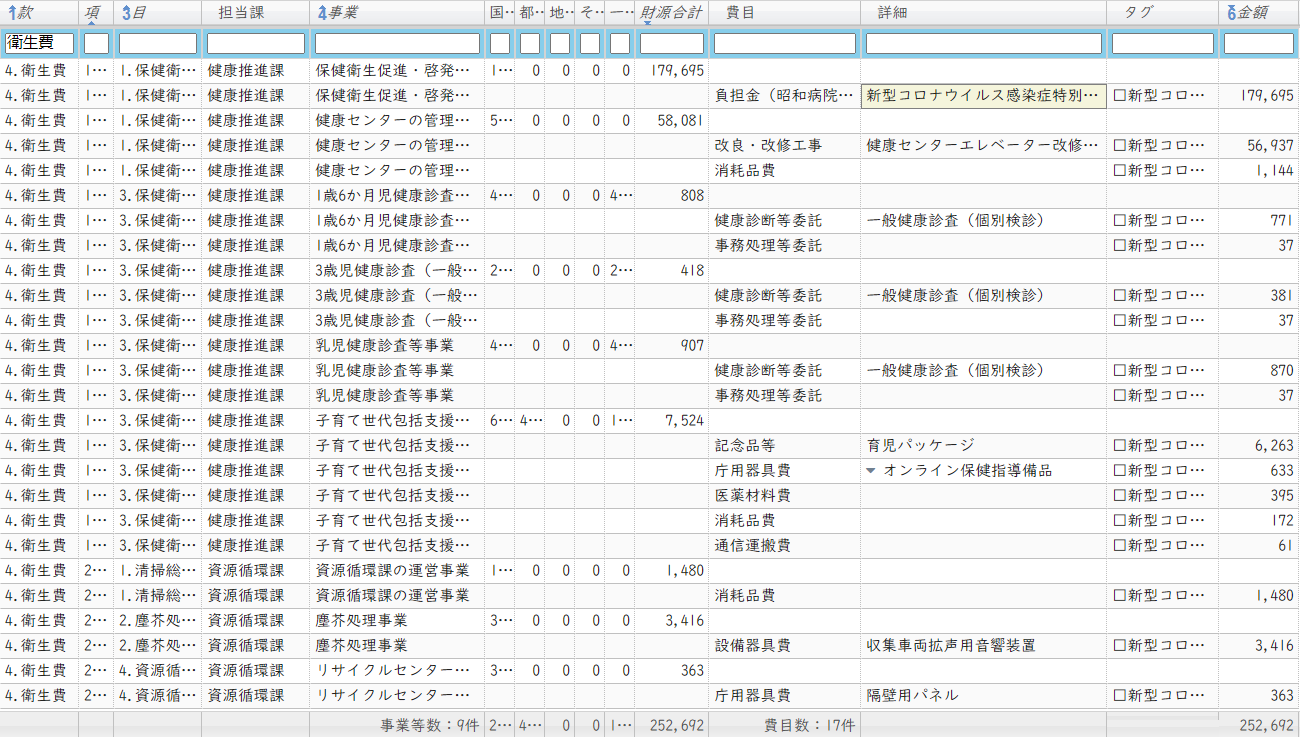 1款 項 3目 担当課 4事業 国‥ 都‥ 地‥ そ‥ 一‥ 財源合計 費目 詳細 タグ 6金額
衛生費
4.衛生費 1… 1.保健衛… 健康推進課 保健衛生促進・啓発… 1… 0 0 0 0 179,695
4.衛生費 1… 1.保健衛… 健康推進課 保健衛生促進・啓発… 負担金（昭和病院… 新型コロナウイルス感染症特別… □新型コロ… 179,695
4.衛生費 1… 1.保健衛… 健康推進課 健康センターの管理… 5… 0 0 0 0 58,081
4.衛生費 1… 1.保健衛… 健康推進課 健康センターの管理… 改良・改修工事 健康センターエレベーター改修… □新型コロ… 56,937
4.衛生費 1… 1.保健衛… 健康推進課 健康センターの管理… 消耗品費 □新型コロ… 1,144
4.衛生費 1… 3.保健衛… 健康推進課 1歳6か月児健康診査… 4… 0 0 0 4… 808
4.衛生費 1… 3.保健衛… 健康推進課 1歳6か月児健康診査… 健康診断等委託 一般健康診査（個別検診） □新型コロ… 771
4.衛生費 1… 3.保健衛… 健康推進課 1歳6か月児健康診査… 事務処理等委託 □新型コロ… 37
4.衛生費 1… 3.保健衛… 健康推進課 3歳児健康診査（一般… 2… 0 0 0 2… 418
4.衛生費 1… 3.保健衛… 健康推進課 3歳児健康診査（一般… 健康診断等委託 一般健康診査（個別検診） □新型コロ… 381
4.衛生費 1… 3.保健衛… 健康推進課 3歳児健康診査（一般… 事務処理等委託 □新型コロ… 37
4.衛生費 1… 3.保健衛… 健康推進課 乳児健康診査等事業 4… 0 0 0 4… 907
4.衛生費 1… 3.保健衛… 健康推進課 乳児健康診査等事業 健康診断等委託 一般健康診査（個別検診） □新型コロ… 870
4.衛生費 1… 3.保健衛… 健康推進課 乳児健康診査等事業 事務処理等委託 □新型コロ… 37
4.衛生費 1… 3.保健衛… 健康推進課 子育て世代包括支援… 6… 4… 0 0 1… 7,524
4.衛生費 1… 3.保健衛… 健康推進課 子育て世代包括支援… 記念品等 育児パッケージ □新型コロ… 6,263
4.衛生費 1… 3.保健衛… 健康推進課 子育て世代包括支援… 庁用器具費 オンライン保健指導備品 □新型コロ… 633
4.衛生費 1… 3.保健衛… 健康推進課 子育て世代包括支援… 医薬材料費 □新型コロ… 395
4.衛生費 1… 3.保健衛… 健康推進課 子育て世代包括支援… 消耗品費 □新型コロ… 172
4.衛生費 1… 3.保健衛… 健康推進課 子育て世代包括支援… 通信運搬費 □新型コロ… 61
4.衛生費 2… 1.清掃総… 資源循環課 資源循環課の運営事業 1… 0 0 0 0 1,480
4.衛生費 2… 1.清掃総… 資源循環課 資源循環課の運営事業 消耗品費 □新型コロ… 1,480
4.衛生費 2… 2.塵芥処… 資源循環課 塵芥処理事業 3… 0 0 0 0 3,416
4.衛生費 2… 2.塵芥処… 資源循環課 塵芥処理事業 設備器具費 収集車両拡声用音響装置 □新型コロ… 3,416
4.衛生費 2… 4.資源循… 資源循環課 リサイクルセンター… 3… 0 0 0 0 363
4.衛生費 2… 4.資源循… 資源循環課 リサイクルセンター… 庁用器具費 隔壁用パネル □新型コロ… 363
事業等数：9件 2… 4… 0 0 1… 252,692 費目数：17件 252,692